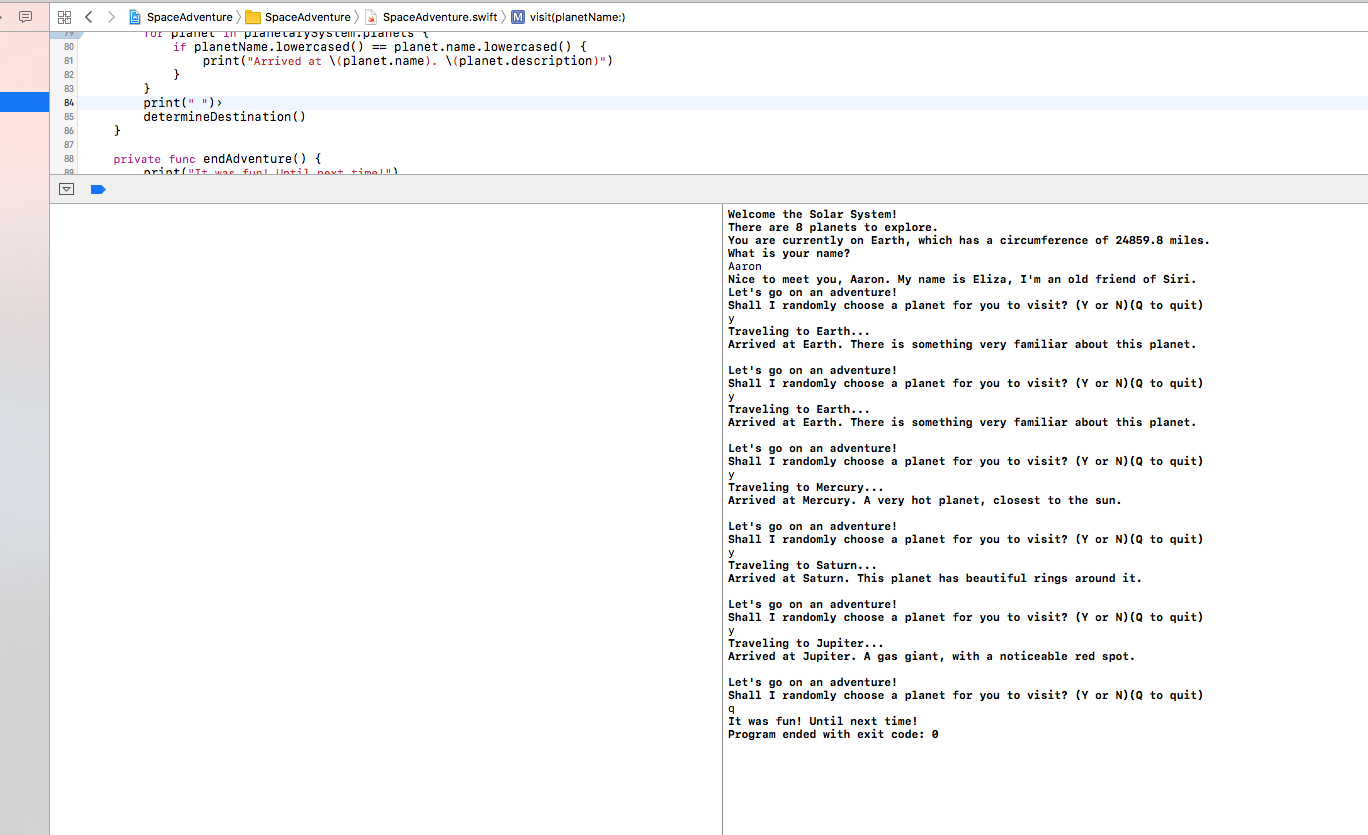 SpaceAdventure SpaceAdventure SpaceAdventure.swift M visit(planetName:)
79 for planet in planetarySystem.planets {
80 if planetName.lowercased() == planet.name.lowercased() {
81 print("Arrived at \(planet.name). \(planet.description)")
82 }
83 }
84 print(" ")›
85 determineDestination()
86 }
87
88 private func endAdventure() {
89 print("It was fun! Until next time!")
Welcome the Solar System!
There are 8 planets to explore.
You are currently on Earth, which has a circumference of 24859.8 miles.
What is your name?
Aaron
Nice to meet you, Aaron. My name is Eliza, I'm an old friend of Siri.
Let's go on an adventure!
Shall I randomly choose a planet for you to visit? (Y or N)(Q to quit)
y
Traveling to Earth...
Arrived at Earth. There is something very familiar about this planet.
Let's go on an adventure!
Shall I randomly choose a planet for you to visit? (Y or N)(Q to quit)
y
Traveling to Earth...
Arrived at Earth. There is something very familiar about this planet.
Let's go on an adventure!
Shall I randomly choose a planet for you to visit? (Y or N)(Q to quit)
y
Traveling to Mercury...
Arrived at Mercury. A very hot planet, closest to the sun.
Let's go on an adventure!
Shall I randomly choose a planet for you to visit? (Y or N)(Q to quit)
y
Traveling to Saturn...
Arrived at Saturn. This planet has beautiful rings around it.
Let's go on an adventure!
Shall I randomly choose a planet for you to visit? (Y or N)(Q to quit)
y
Traveling to Jupiter...
Arrived at Jupiter. A gas giant, with a noticeable red spot.
Let's go on an adventure!
Shall I randomly choose a planet for you to visit? (Y or N)(Q to quit)
q
It was fun! Until next time!
Program ended with exit code: 0